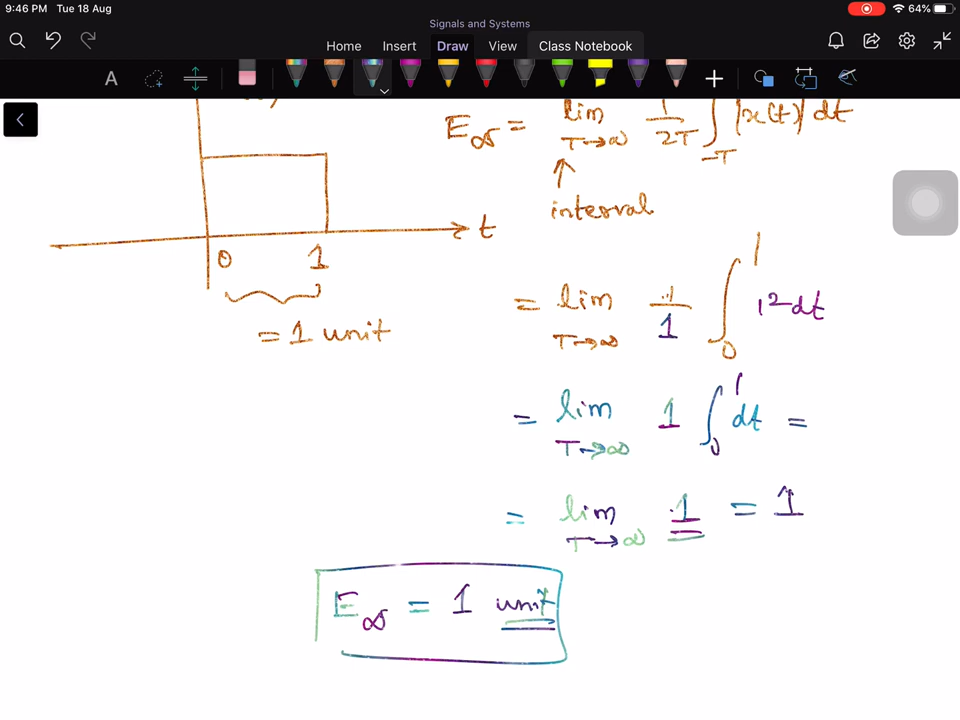 9:46 PM Tue 18 Aug
64%
Signals and Systems
Home Insert Draw View Class Notebook
A
E∞ = lim T→∞ 1/2T ∫ -T |x(t)| dt
interval
t
0 1
= 1 unit
= lim T→∞ 1/1 ∫ 0 1 1² dt
= lim T→∞ 1 ∫ 0 1 dt =
= lim T→∞ 1 = 1
E∞ = 1 unit